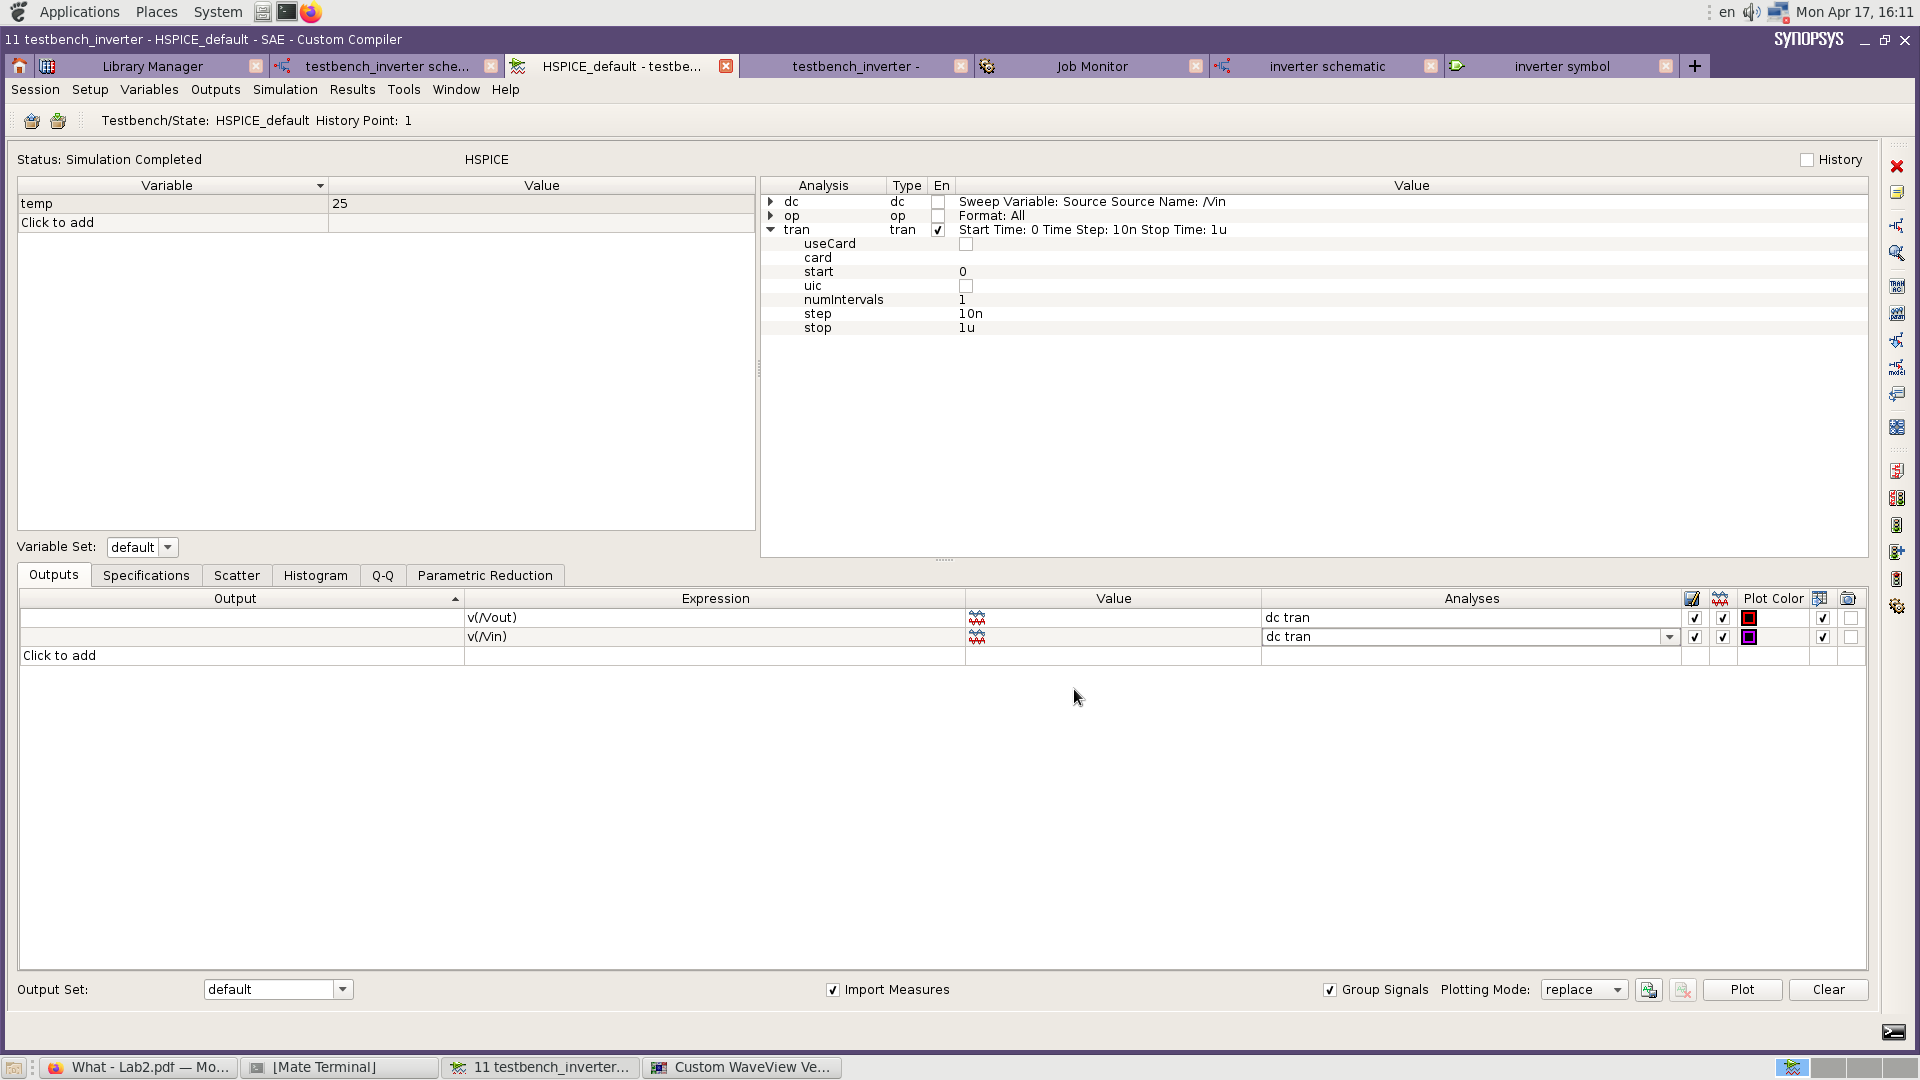 Applications Places System en Mon Apr 17, 16:11
11 testbench_inverter - HSPICE_default - SAE - Custom Compiler SYNOPSYS
Library Manager testbench_inverter sche... HSPICE_default - testbe... testbench_inverter - Job Monitor inverter schematic inverter symbol
Session Setup Variables Outputs Simulation Results Tools Window Help
Testbench/State: HSPICE_default History Point: 1
Status: Simulation Completed HSPICE History
Variable Value
temp 25
Click to add
Analysis Type En Value
dc dc Sweep Variable: Source Source Name: /Vin
op op Format: All
tran tran Start Time: 0 Time Step: 10n Stop Time: 1u
useCard
card
start 0
uic
numIntervals 1
step 10n
stop 1u
Variable Set: default
Outputs Specifications Scatter Histogram Q-Q Parametric Reduction
Output Expression Value Analyses Plot Color
v(/Vout) dc tran
v(/Vin) dc tran
Click to add
Output Set: default Import Measures Group Signals Plotting Mode: replace Plot Clear
What - Lab2.pdf — Mo... [Mate Terminal] 11 testbench_inverter... Custom WaveView Ve...